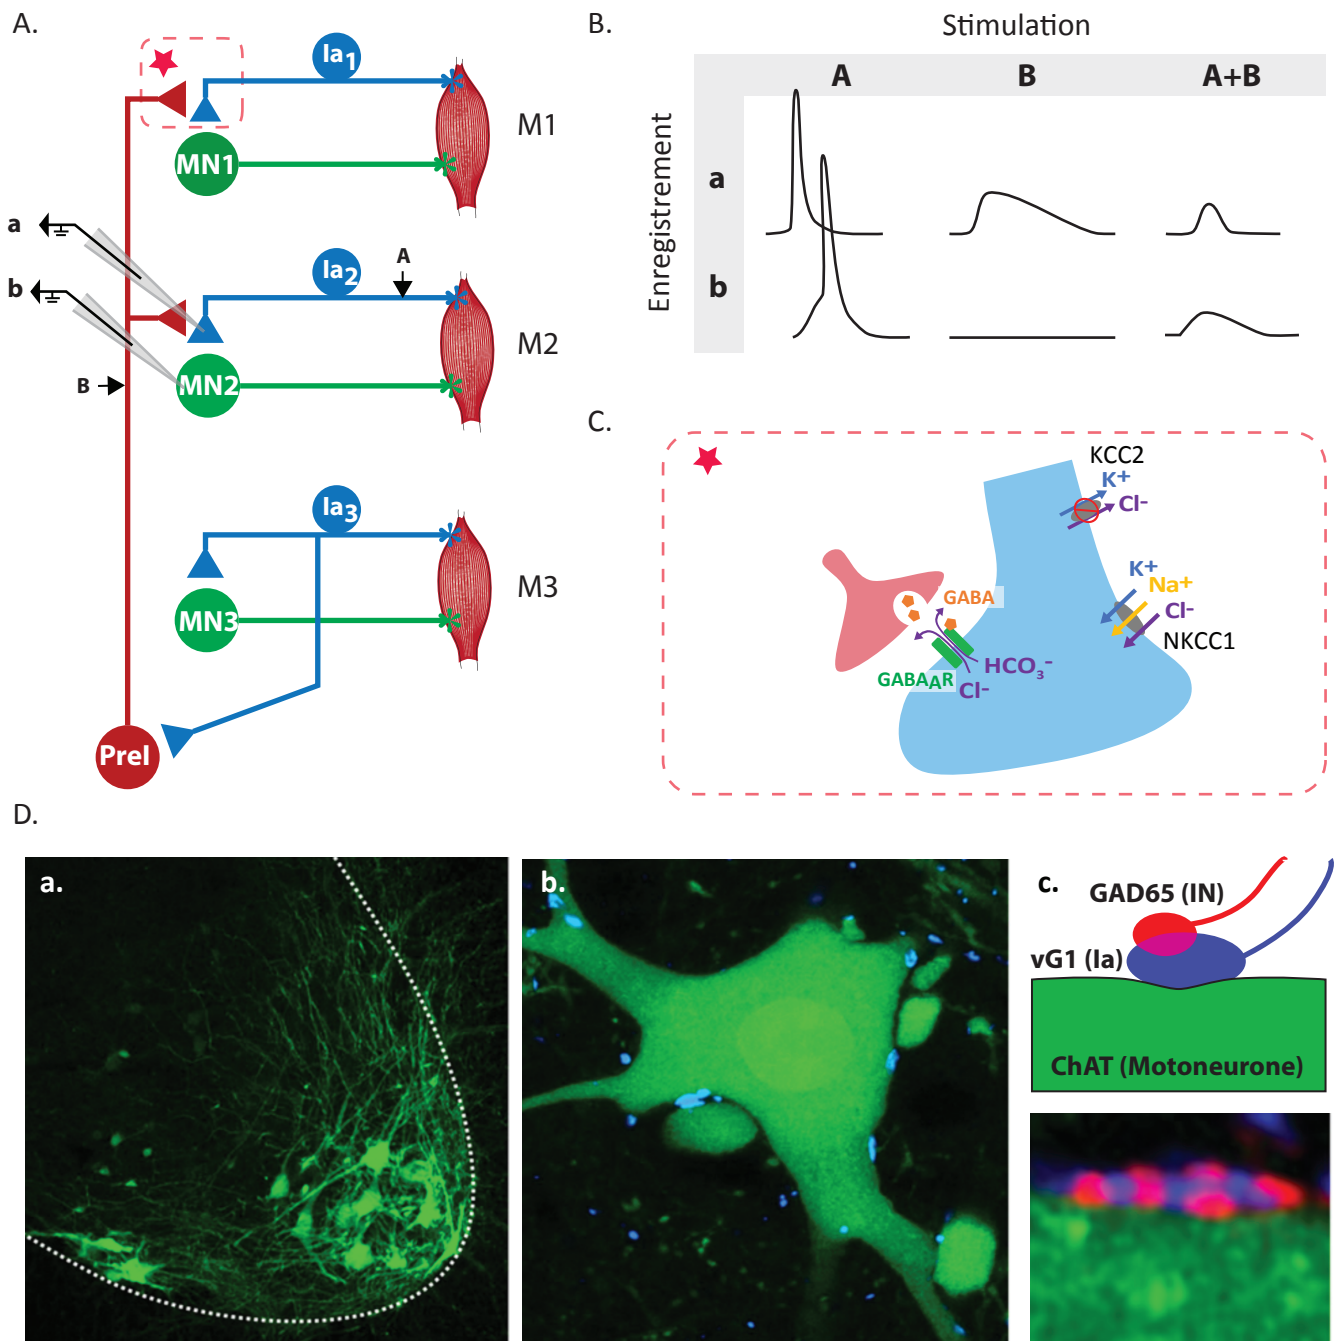 A.
Ia1
M1
MN1
a
b
A
Ia2
M2
B
MN2
Ia3
M3
MN3
PreI
B.
Stimulation
A B A+B
Enregistrement
a
b
C.
KCC2
K+
Cl-
K+
Na+
Cl-
NKCC1
GABA
HCO3-
GABAAR
Cl-
D.
a.
b.
c.
GAD65 (IN)
vG1 (Ia)
ChAT (Motoneurone)